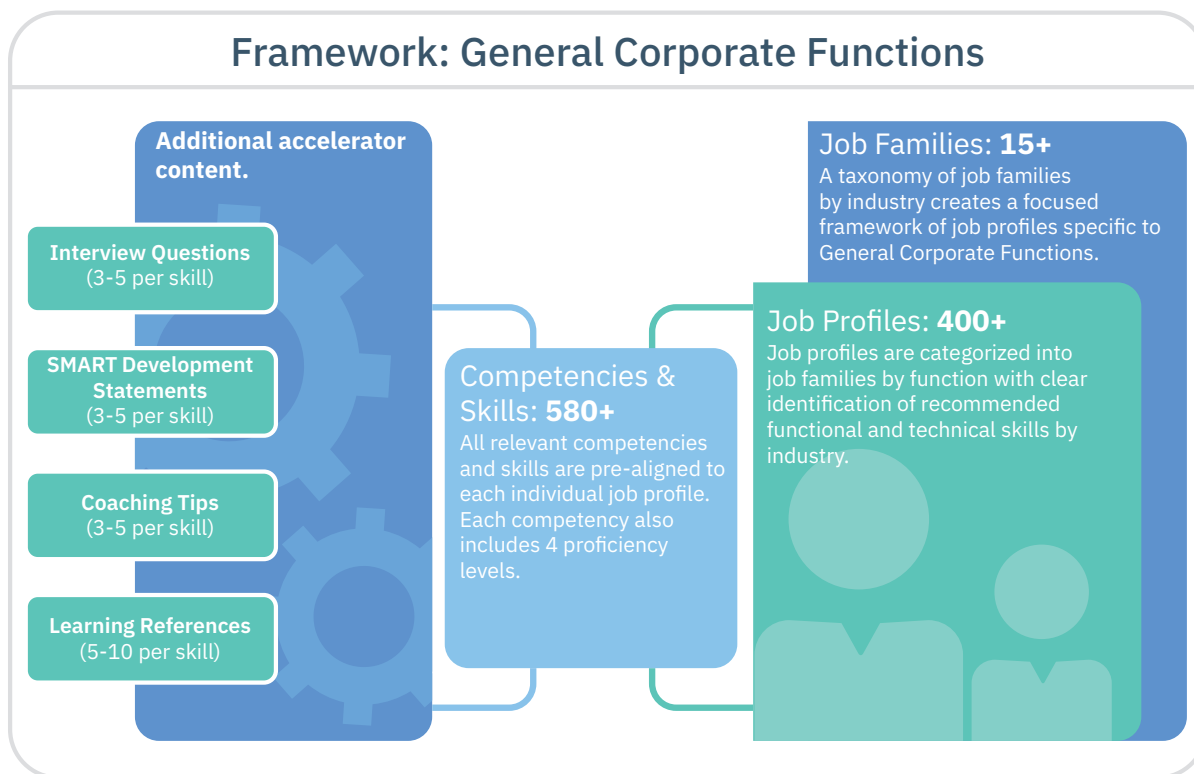 Framework: General Corporate Functions
Additional accelerator
content.
Interview Questions
(3-5 per skill)
SMART Development
Statements
(3-5 per skill)
Coaching Tips
(3-5 per skill)
Learning References
(5-10 per skill)
Competencies &
Skills: 580+
All relevant competencies
and skills are pre-aligned to
each individual job profile.
Each competency also
includes 4 proficiency
levels.
Job Families: 15+
A taxonomy of job families
by industry creates a focused
framework of job profiles specific to
General Corporate Functions.
Job Profiles: 400+
Job profiles are categorized into
job families by function with clear
identification of recommended
functional and technical skills by
industry.